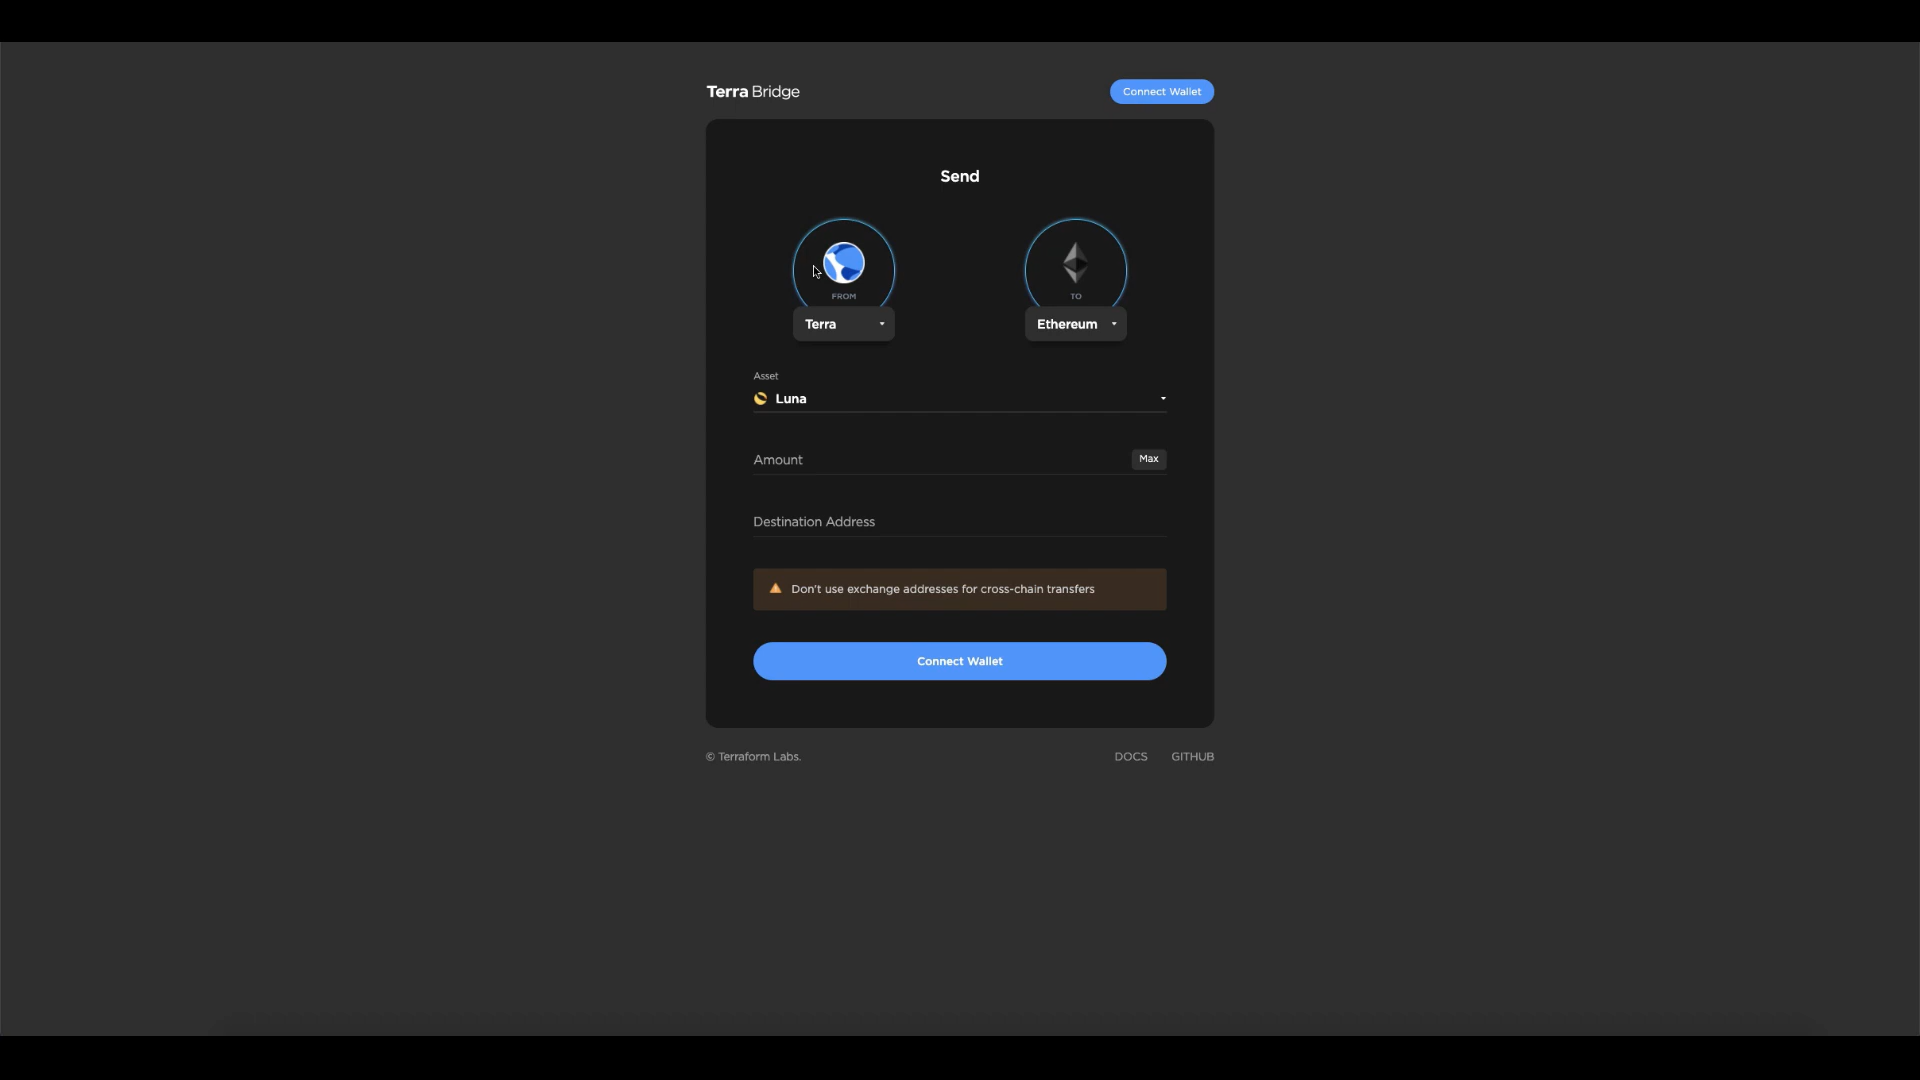 Terra Bridge
Connect Wallet
Send
FROM
TO
Terra
Ethereum
Asset
Luna
Amount
Max
Destination Address
Don't use exchange addresses for cross-chain transfers
Connect Wallet
© Terraform Labs.
DOCS
GITHUB